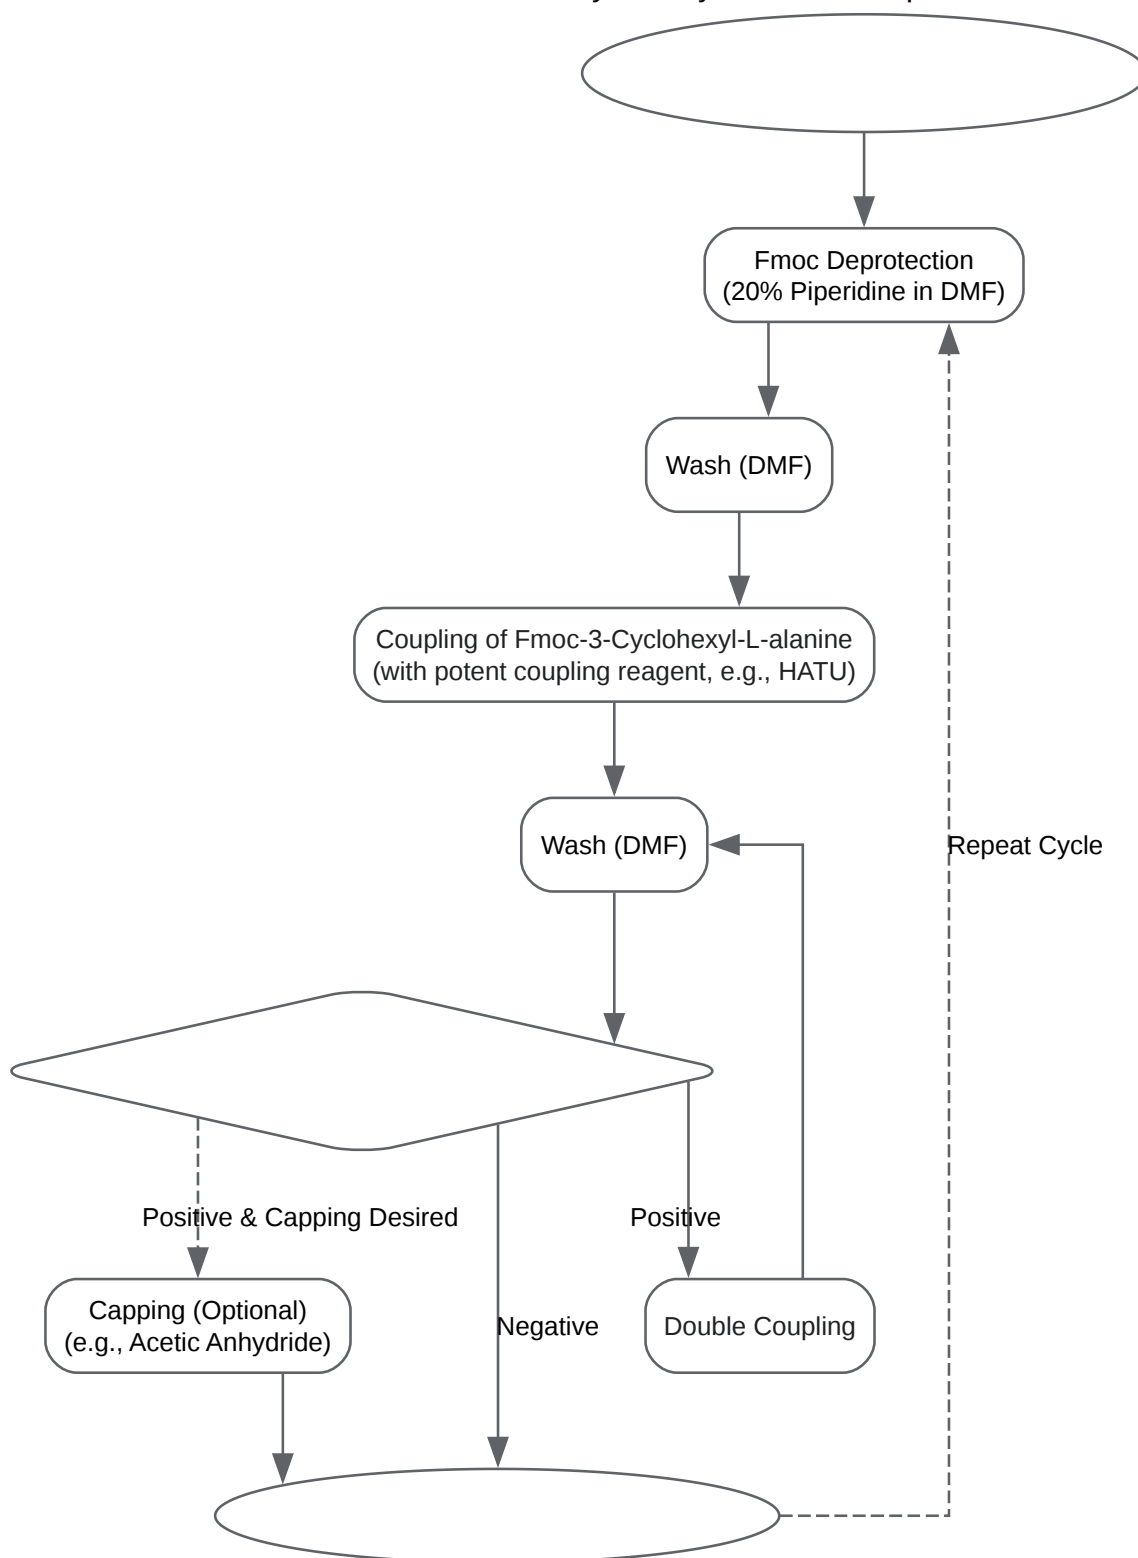 Fmoc Deprotection
(20% Piperidine in DMF)
Wash (DMF)
Coupling of Fmoc-3-Cyclohexyl-L-alanine
(with potent coupling reagent, e.g., HATU)
Wash (DMF)
Repeat Cycle
Positive & Capping Desired
Positive
Capping (Optional)
(e.g., Acetic Anhydride)
Negative
Double Coupling